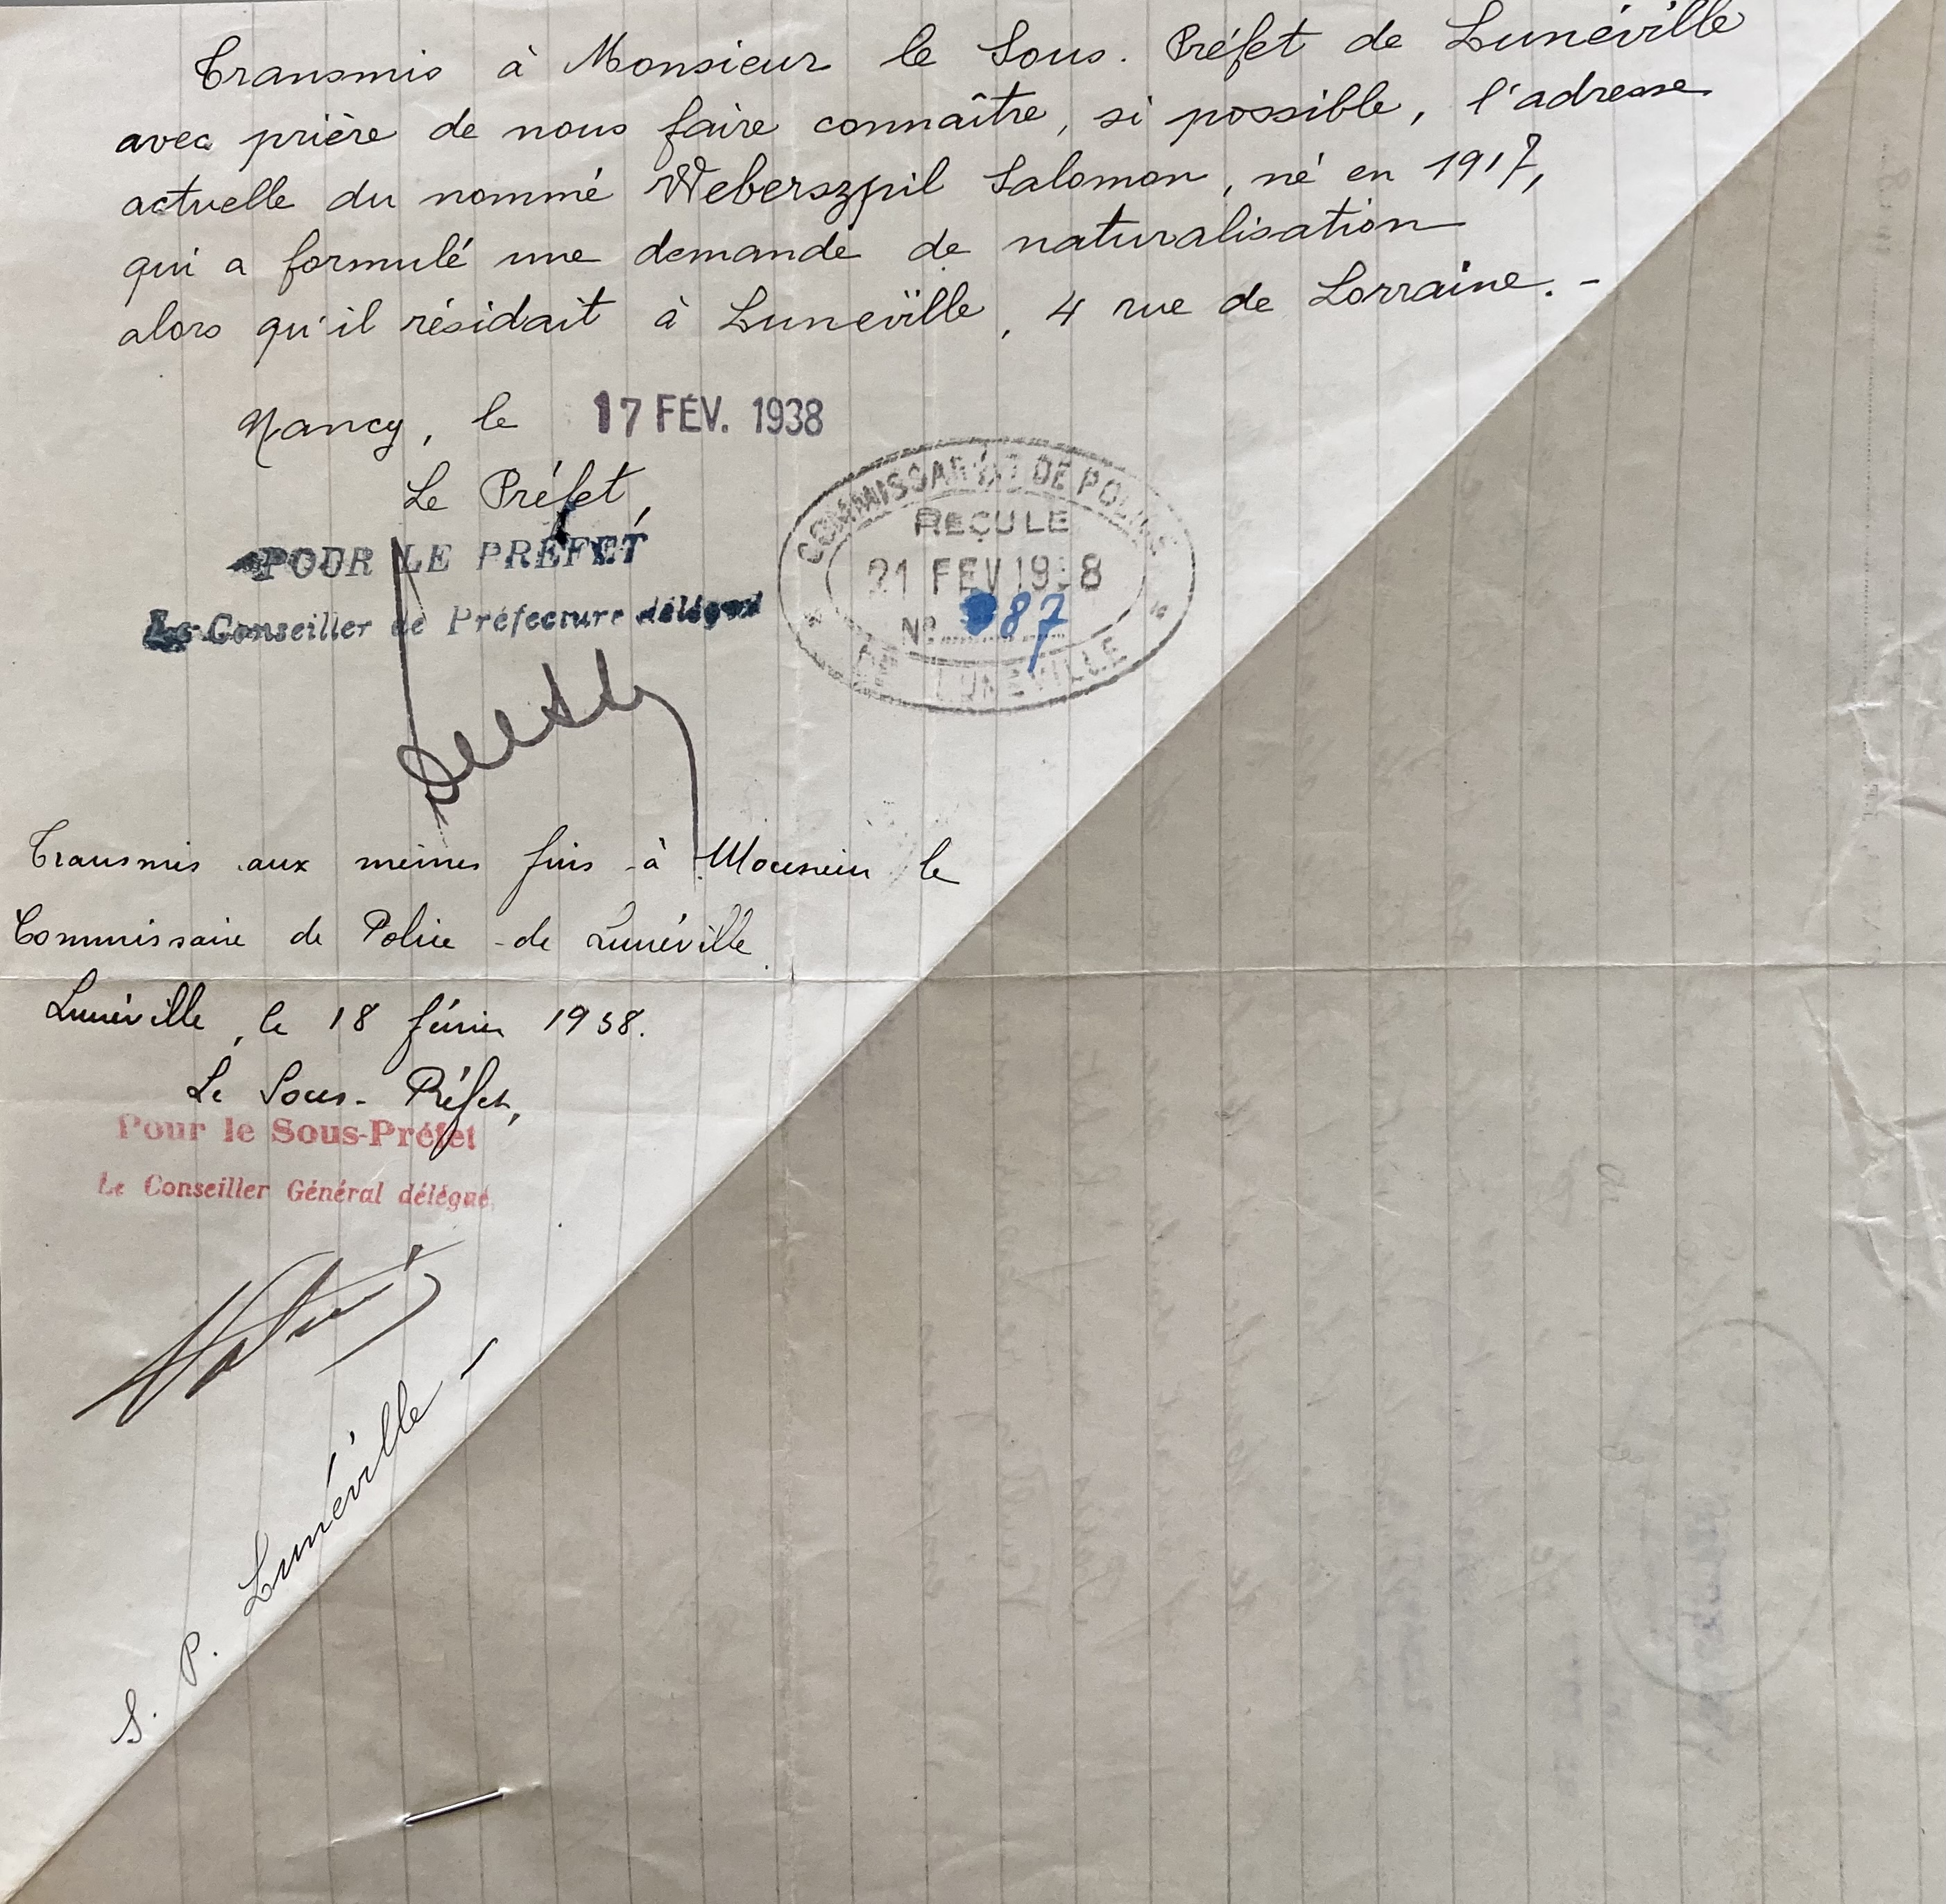 Transmis à Monsieur le Sous. Préfet de Lunéville
avec prière de nous faire connaître, si possible, l'adresse
actuelle du nommé Weberszpil Salomon, né en 1917,
qui a formulé une demande de naturalisation
alors qu'il résidait à Lunéville, 4 rue de Lorraine. -
Nancy, le 17 FÉV. 1938
Le Préfet,
POUR LE PRÉFET
Le Conseiller de Préfecture délégué
COMMISSARIAT DE POLICE
REÇU LE
21 FEV 1938
No 87
DE LUNÉVILLE
Transmis aux mêmes fins à Monsieur le
Commissaire de Police de Lunéville.
Lunéville, le 18 février 1938.
Le Sous-Préfet,
Pour le Sous-Préfet
Le Conseiller Général délégué,
S. P. Lunéville -